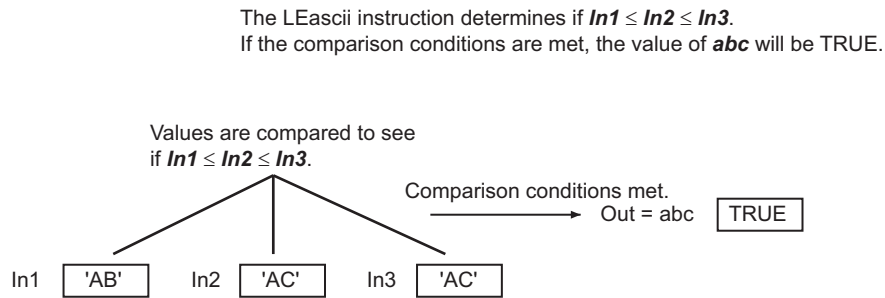 The LEascii instruction determines if In1 ≤ In2 ≤ In3.
If the comparison conditions are met, the value of abc will be TRUE.
Values are compared to see
if In1 ≤ In2 ≤ In3.
Comparison conditions met.
Out = abc TRUE
In1 'AB' In2 'AC' In3 'AC'